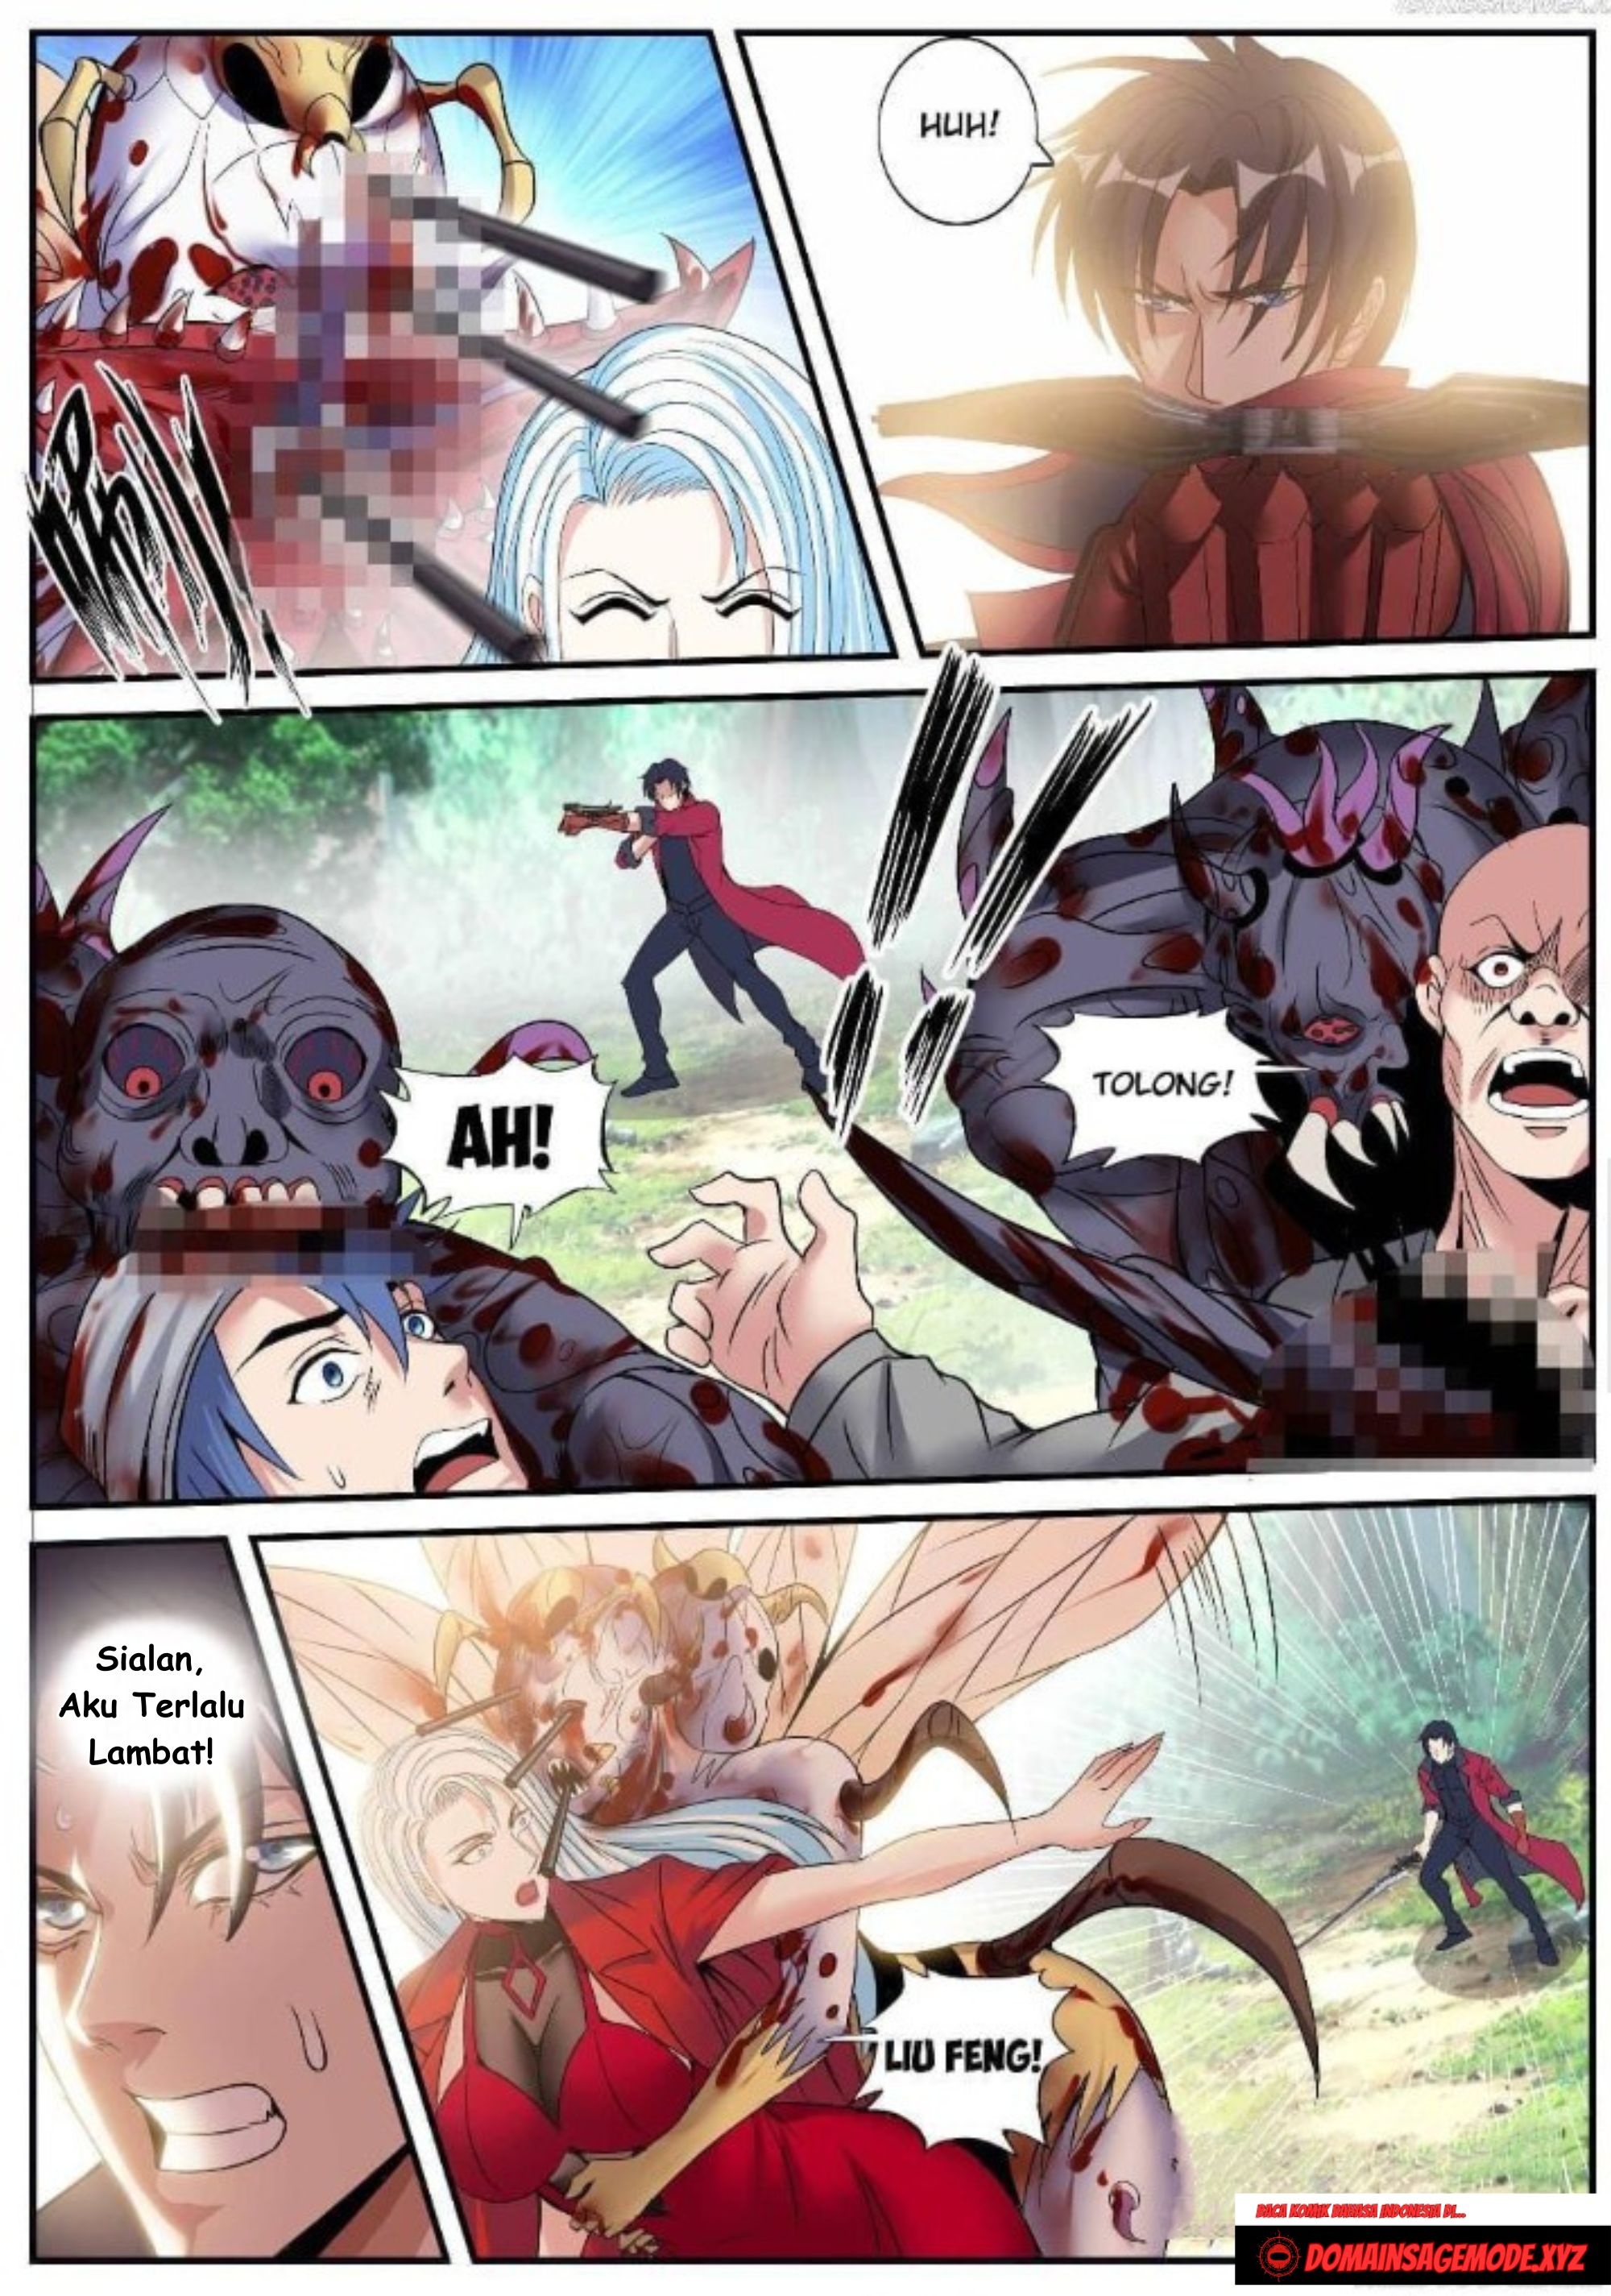 HUH!
AH!
TOLONG!
Sialan,
Aku Terlalu
Lambat!
LIU FENG!
BACA KOMIK BAHASA INDONESIA DI...
DOMAINSAGEMODE.XYZ